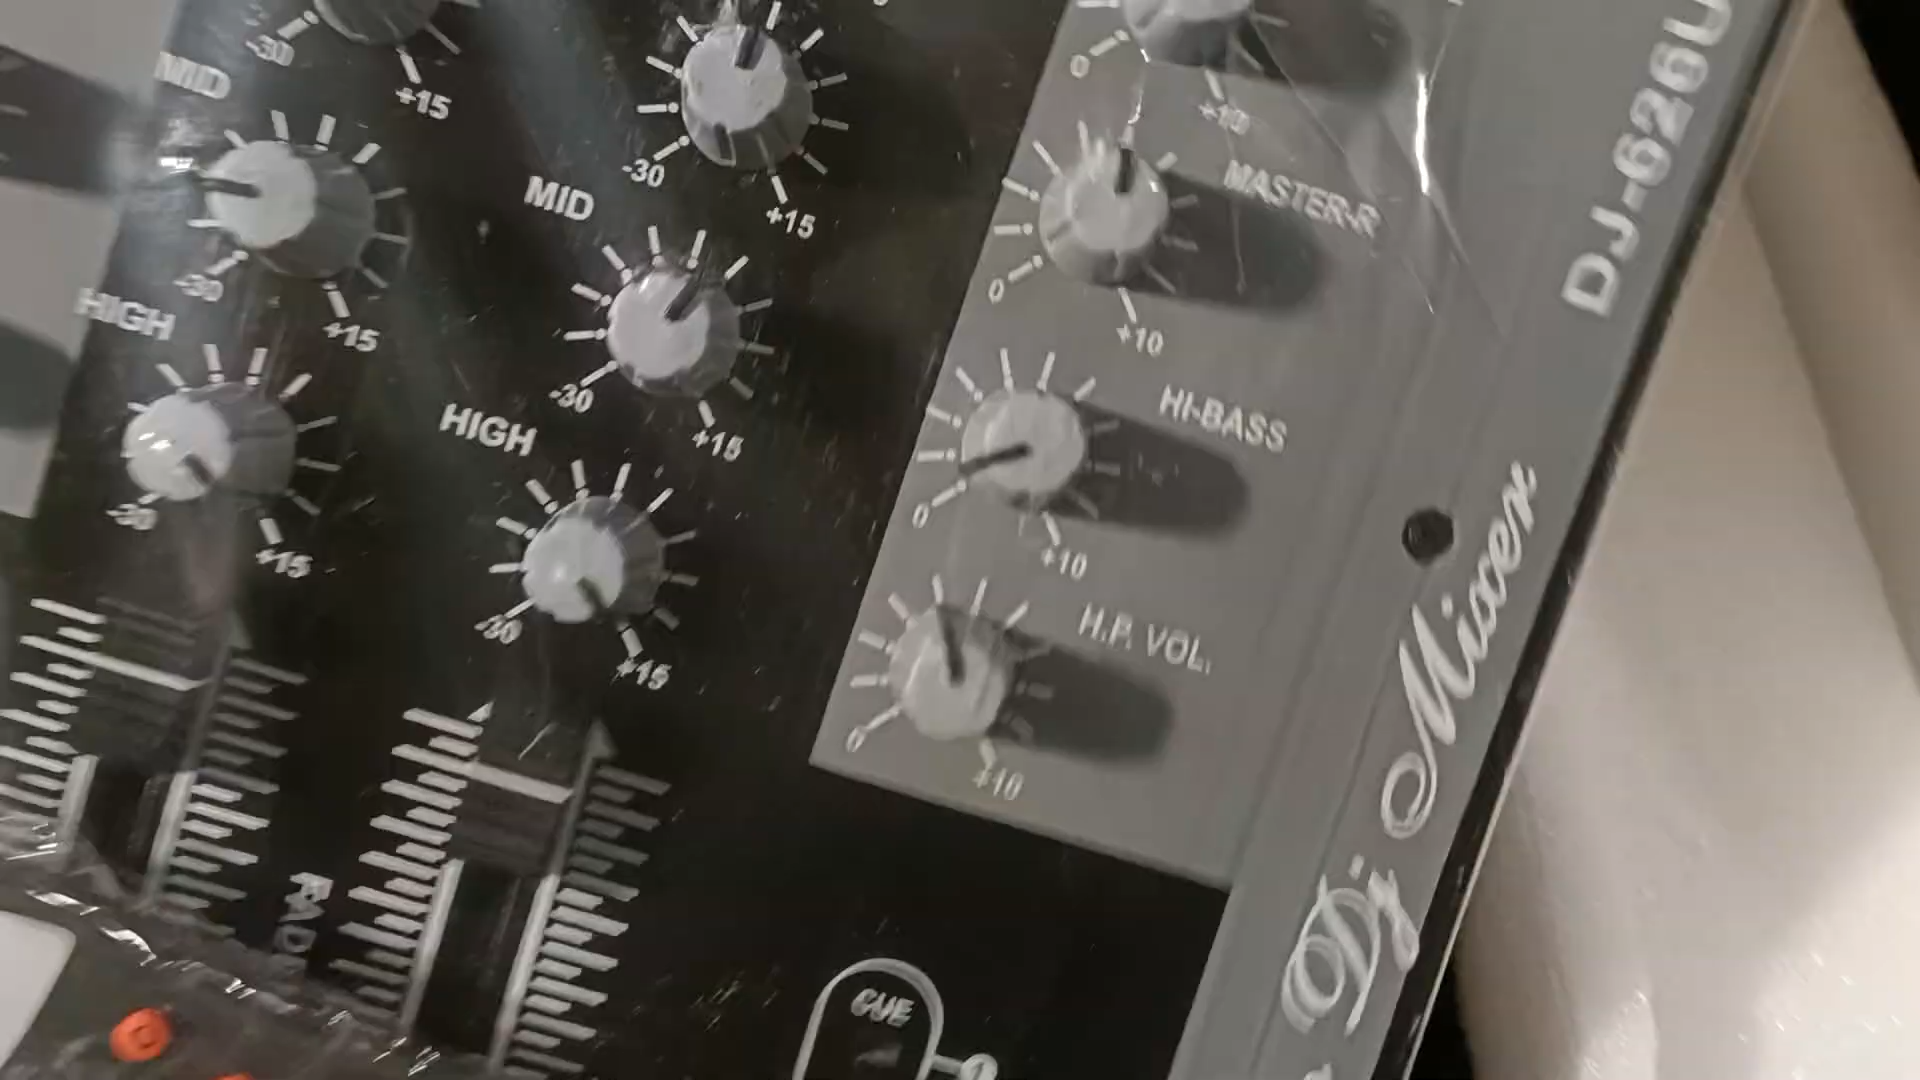 -30
+15
MID
-30
+15
HIGH
-30
+15
-30
+15
MID
-30
+15
HIGH
-30
+15
0
+10
MASTER-R
0
+10
HI-BASS
0
+10
H.P. VOL.
0
+10
CUE
DJ-626U
Dj Mixer